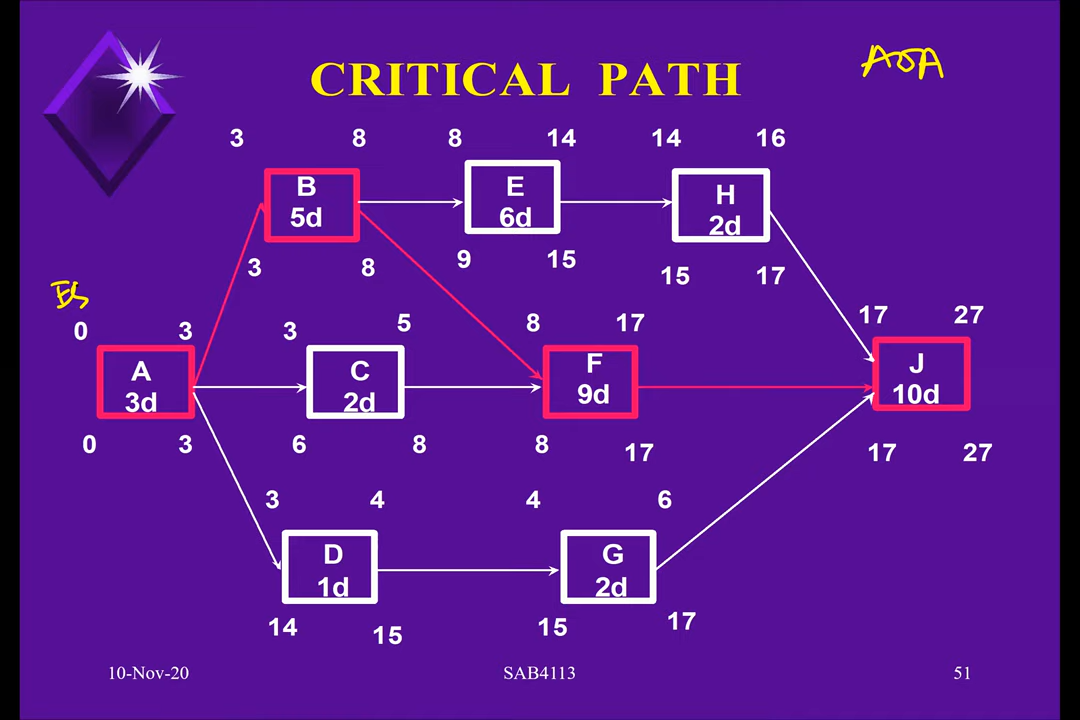 CRITICAL PATH
AOA
3 8 8 14 14 16
B
5d
E
6d
H
2d
3 8 9 15 15 17
ES
0 3 3 5 8 17 17 27
A
3d
C
2d
F
9d
J
10d
0 3 6 8 8 17 17 27
3 4 4 6
D
1d
G
2d
14 15 15 17
10-Nov-20 SAB4113 51